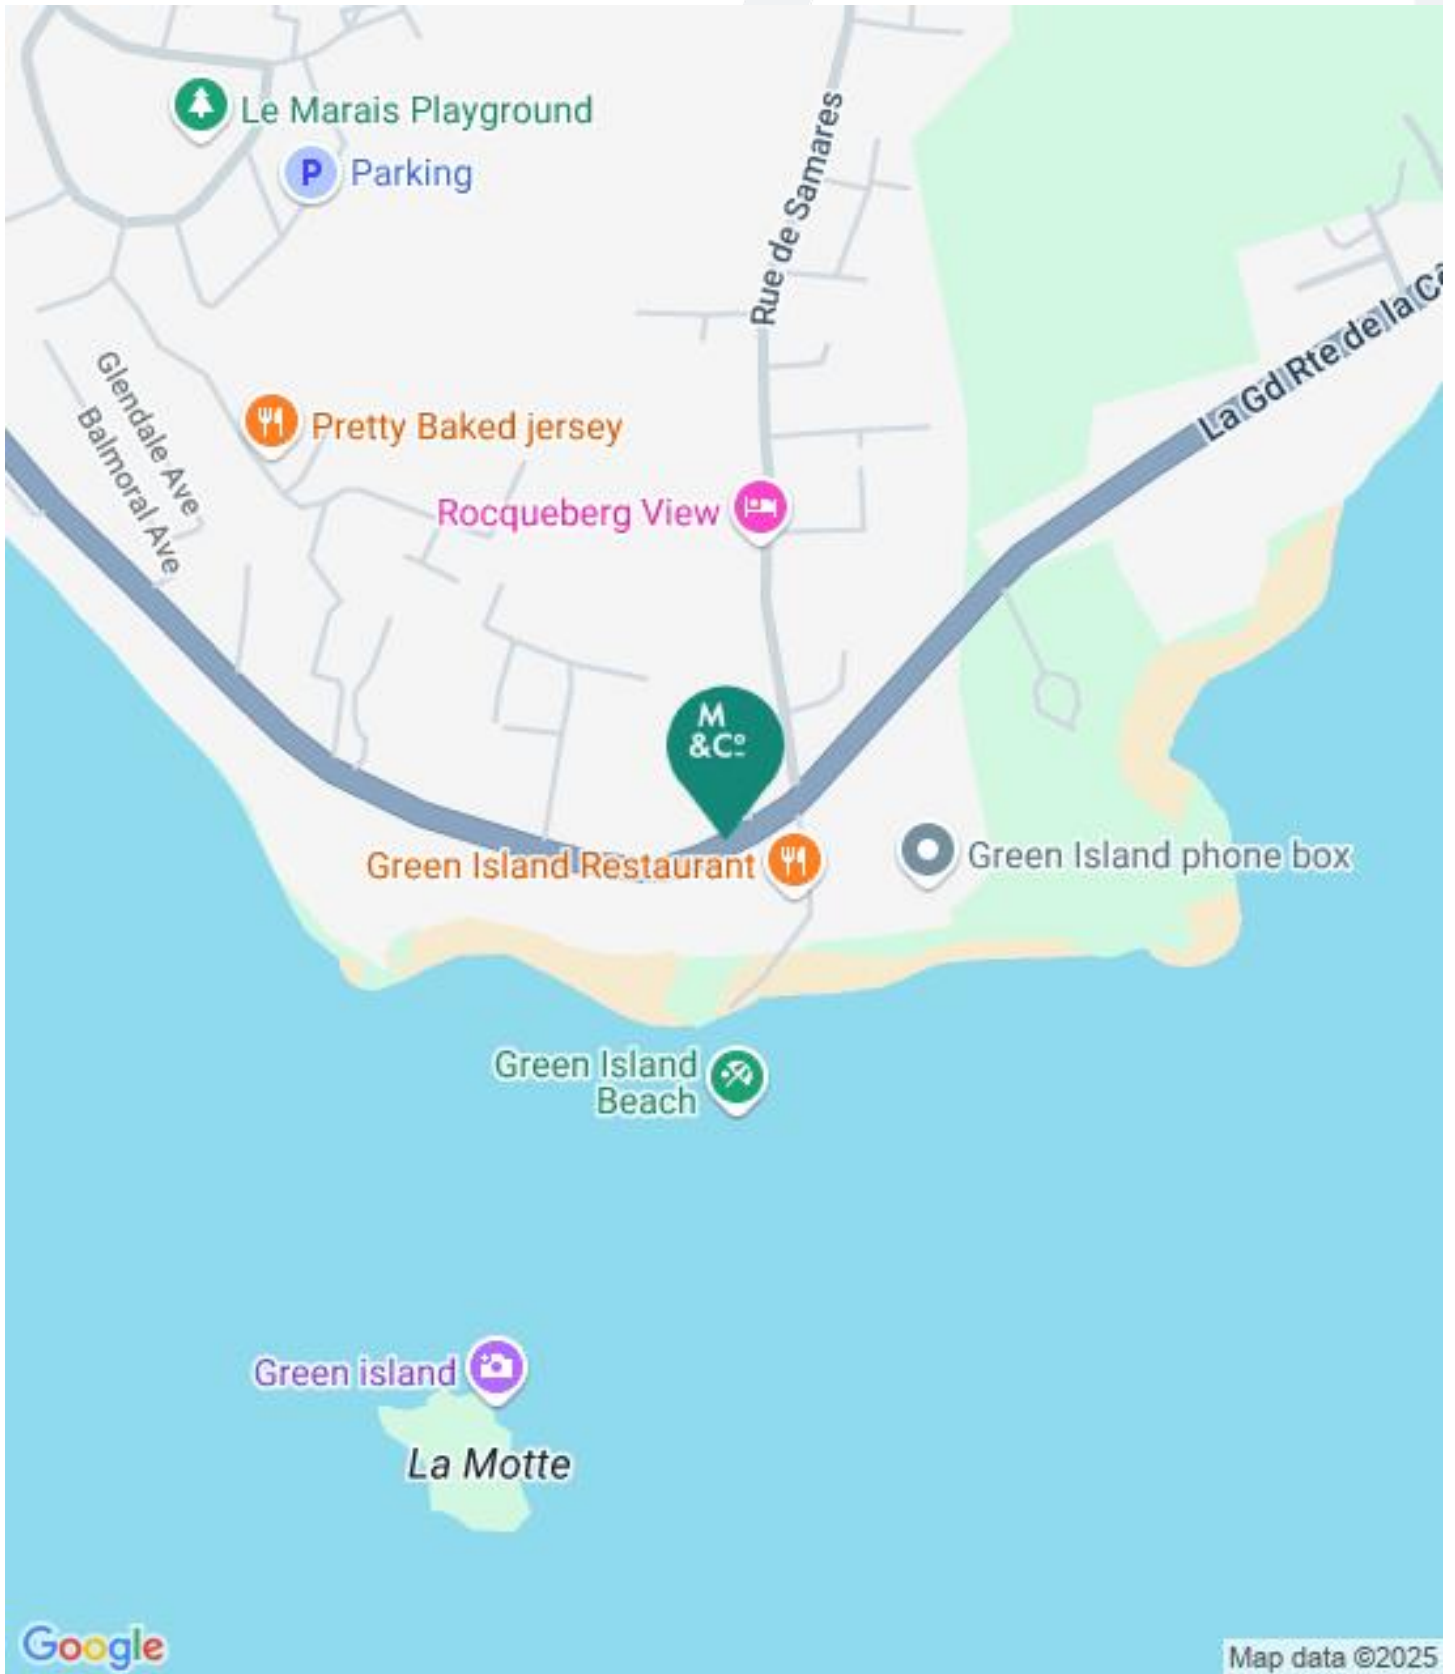 Le Marais Playground
P
Parking
Rue de Samares
La Gd Rte de la Cô
Glendale Ave
Balmoral Ave
Pretty Baked jersey
Rocqueberg View
M
&Cº
Green Island Restaurant
Green Island phone box
Green Island
Beach
Green island
La Motte
Google
Map data ©2025